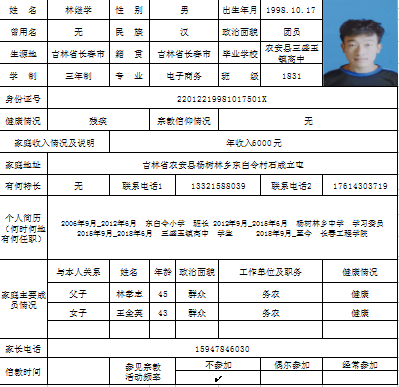 姓 名 林继学 性 别 男 出生年月 1998.10.17
曾用名 无 民 族 汉 政治面貌 团员
生源地 吉林省长春市 籍 贯 吉林省长春市 毕业学校 农安县三盛玉镇高中
学 制 三年制 专 业 电子商务 班 级 1831
身份证号 22012219981017501X
健康情况 残疾 宗教信仰情况 无
家庭收入情况及说明 年收入6000元
家庭地址 吉林省农安县杨树林乡东白令村石成立屯
有何特长 无 联系电话1 13321588039 联系电话2 17614303719
个人简历
(何时何地
有何任职)
2006年9月_2012年6月 东白令小学 班长 2012年9月_2015年6月 杨树林乡中学 学习委员
2015年9月_2018年6月 三盛玉镇高中 学生 2018年9月_至今 长春工程学院
家庭主要成员情况
与本人关系 姓名 年龄 政治面貌 工作单位及职务 健康情况
父子 林孝志 45 群众 务农 健康
女子 王金英 43 群众 务农 健康
家长电话 15947846030
信教时间 参见宗教活动频率 不参加 偶尔参加 经常参加
✓